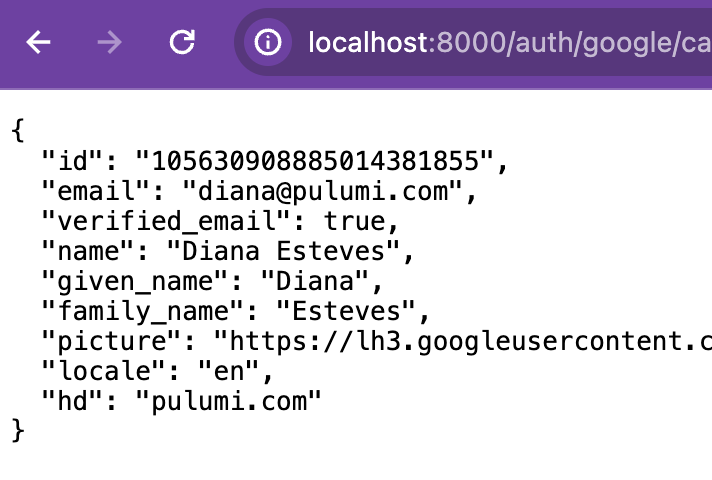 localhost:8000/auth/google/ca
{
"id": "105630908885014381855",
"email": "diana@pulumi.com",
"verified_email": true,
"name": "Diana Esteves",
"given_name": "Diana",
"family_name": "Esteves",
"picture": "https://lh3.googleusercontent.c
"locale": "en",
"hd": "pulumi.com"
}